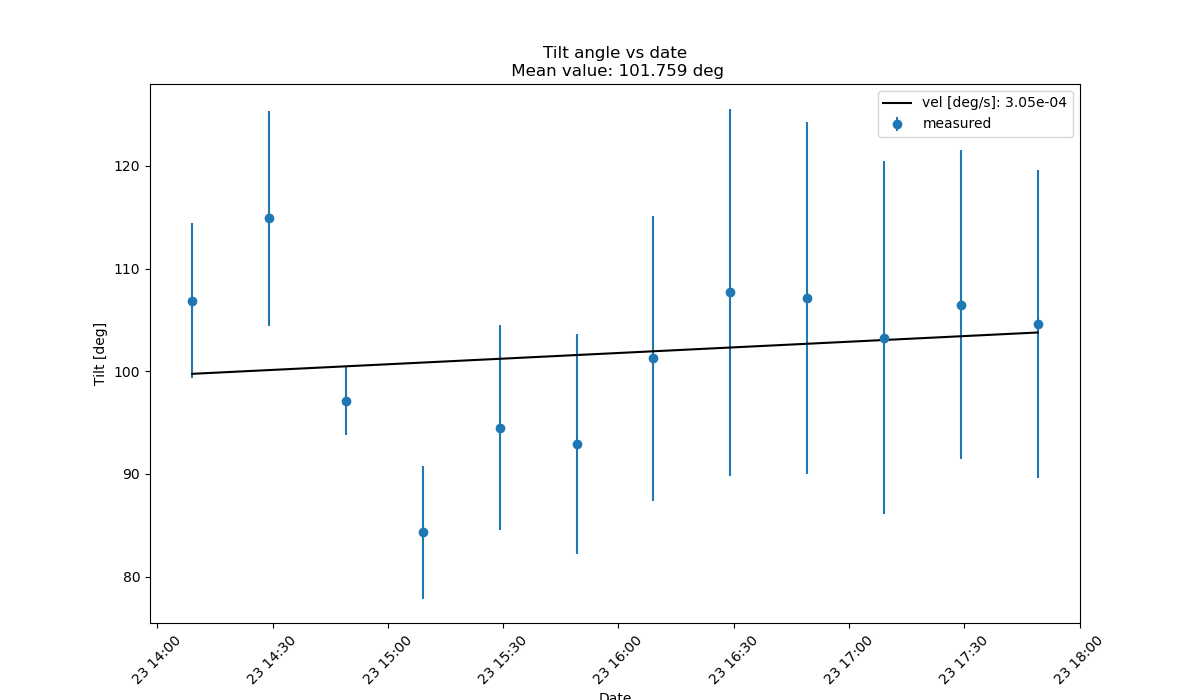 Tilt angle vs date
Mean value: 101.759 deg
vel [deg/s]: 3.05e-04
measured
Tilt [deg]
120
110
100
90
80
23 14:00
23 14:30
23 15:00
23 15:30
23 16:00
23 16:30
23 17:00
23 17:30
23 18:00
Date